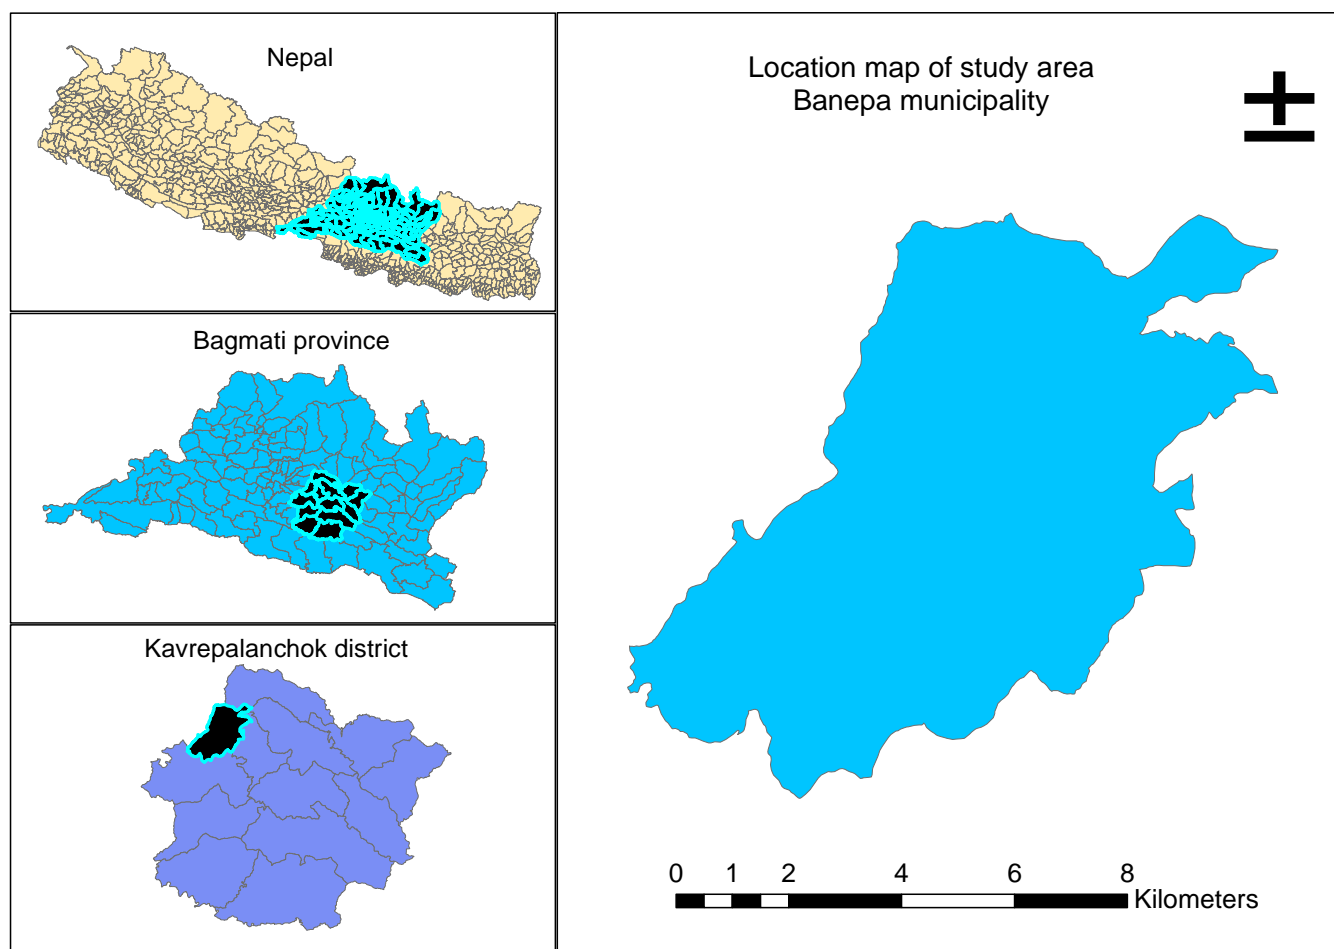 Nepal
Bagmati province
Kavrepalanchok district
Location map of study area
Banepa municipality
±
0 1 2 4 6 8
Kilometers